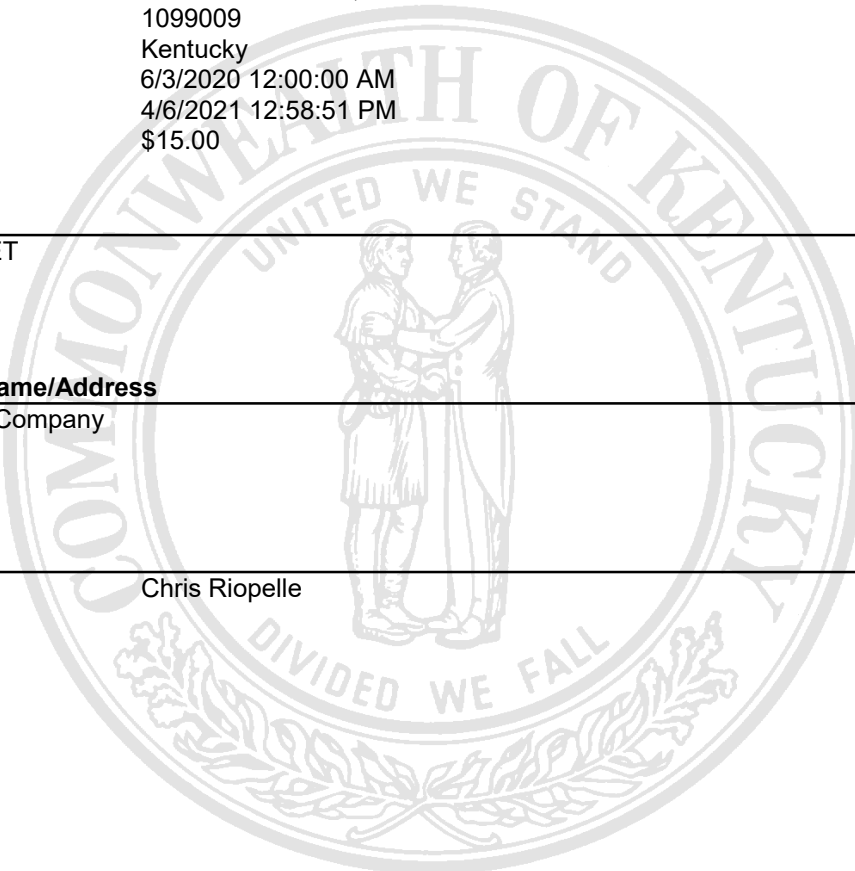 1099009
Kentucky
6/3/2020 12:00:00 AM
4/6/2021 12:58:51 PM
$15.00
COMMONWEALTH OF KENTUCKY
UNITED WE STAND
ET
ame/Address
Company
Chris Riopelle
DIVIDED WE FALL